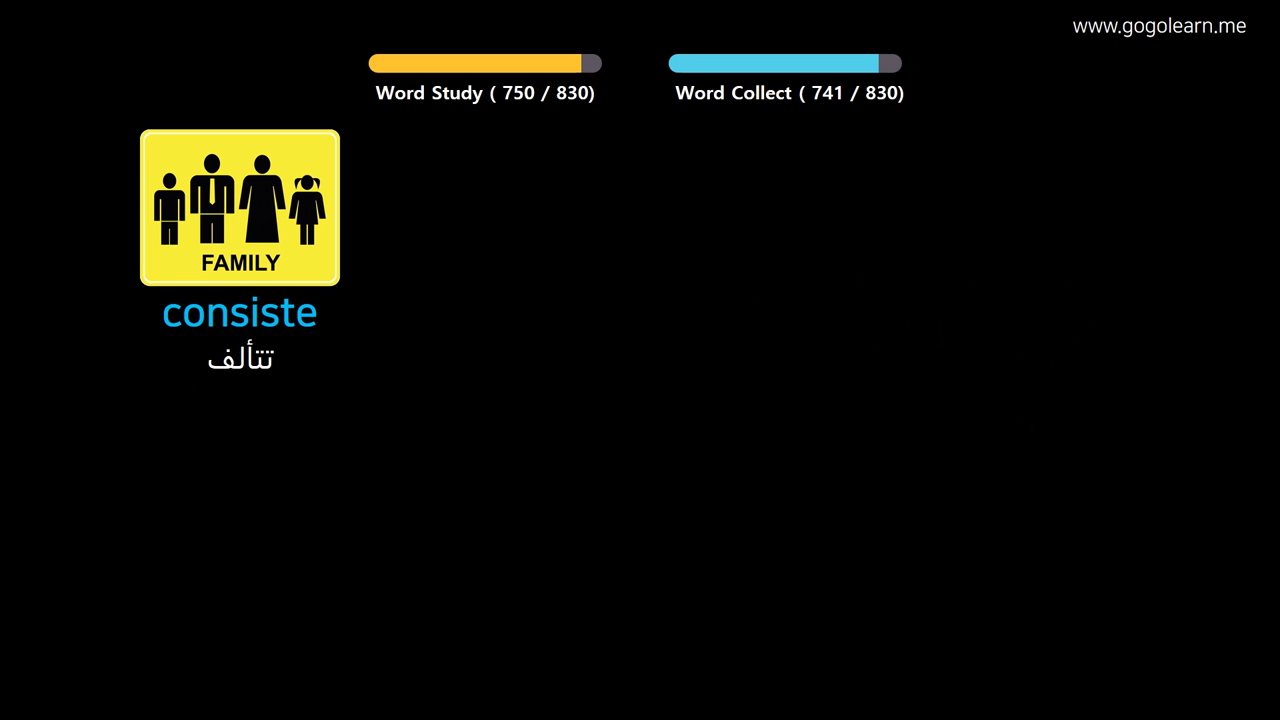 www.gogolearn.me
Word Study ( 750 / 830)
Word Collect ( 741 / 830)
FAMILY
consiste
تتألف